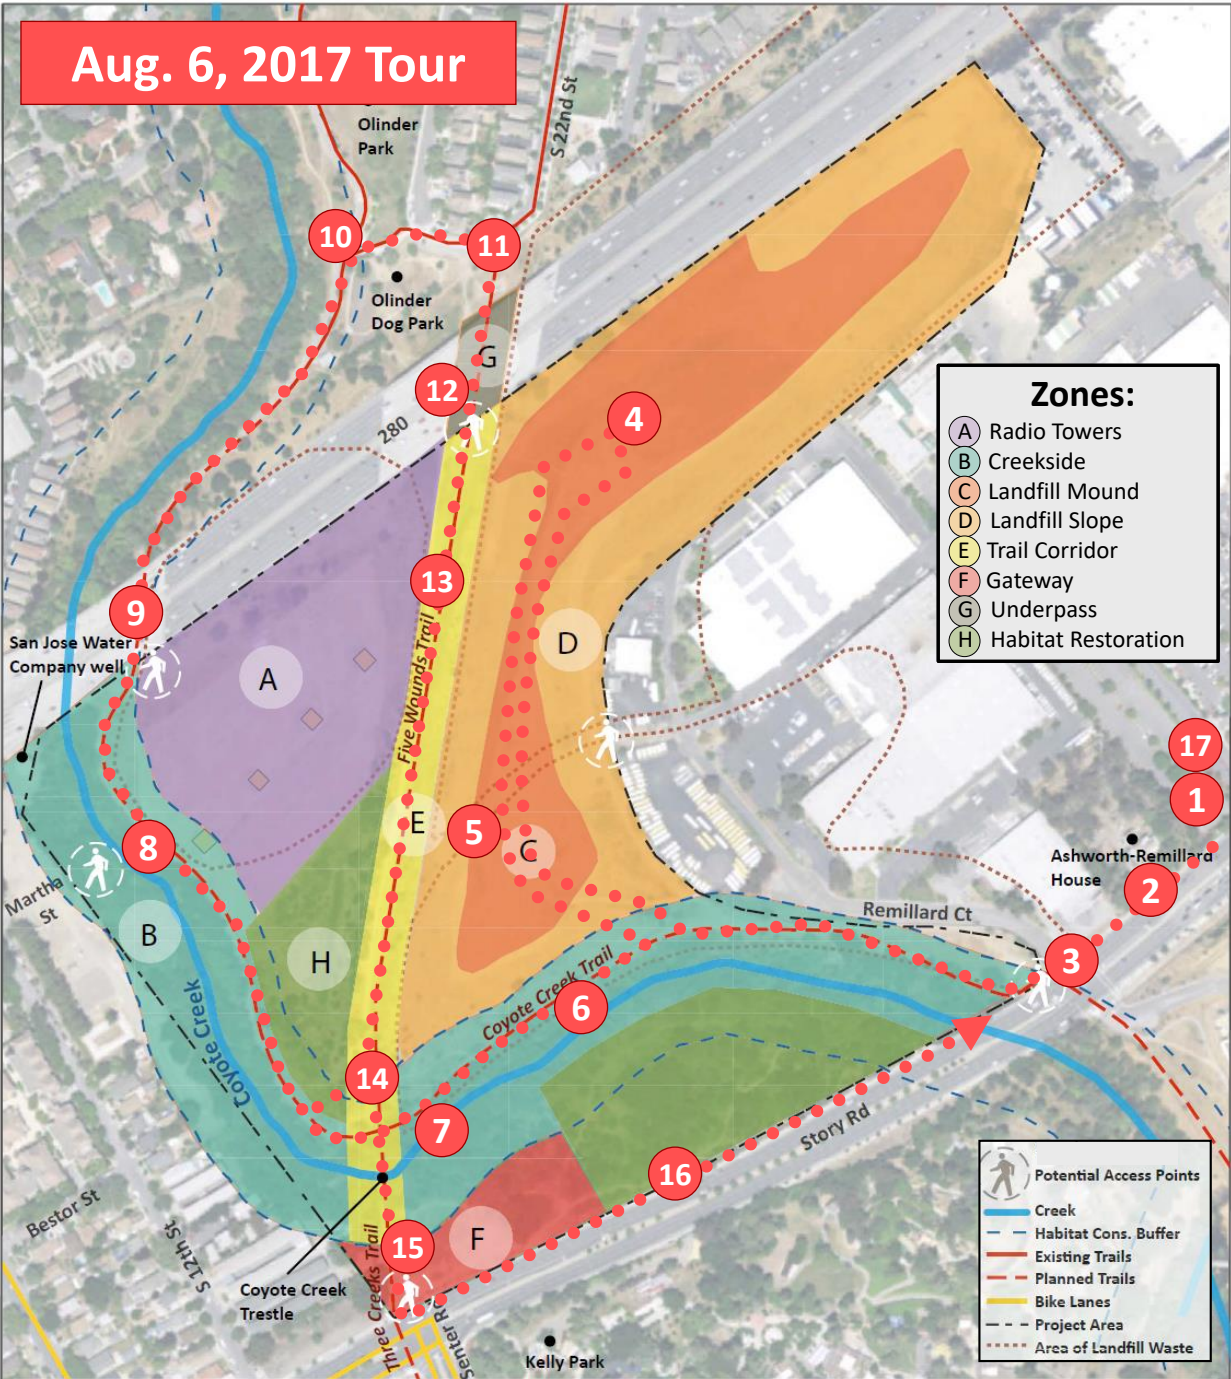 Aug. 6, 2017 Tour
Olinder
Park
S 22nd St
10
11
Olinder
Dog Park
G
12
280
4
Zones:
A Radio Towers
B Creekside
C Landfill Mound
D Landfill Slope
E Trail Corridor
F Gateway
G Underpass
H Habitat Restoration
13
9
San Jose Water
Company well
A
D
Five Wounds Trail
17
1
E
5
C
8
Ashworth-Remillard
House
2
Martha
St
B
Remillard Ct
H
3
Coyote Creek Trail
6
Coyote Creek
14
7
Story Rd
16
Potential Access Points
Creek
Habitat Cons. Buffer
Existing Trails
Planned Trails
Bike Lanes
Project Area
Area of Landfill Waste
Bestor St
S 12th St
15
F
Coyote Creek
Trestle
Three Creeks Trail
Senter Rd
Kelly Park